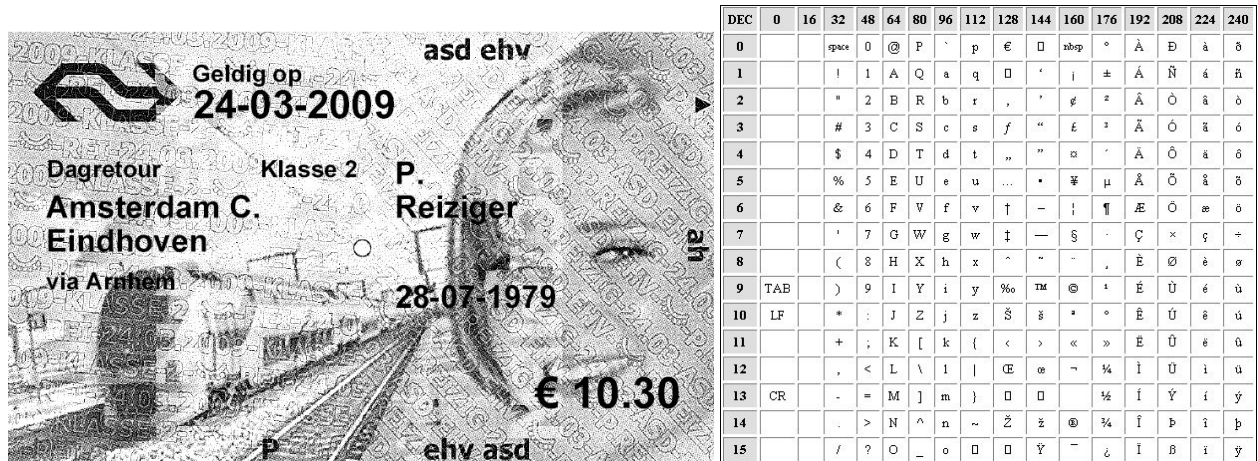 asd ehv
Geldig op
24-03-2009
Dagretour Klasse 2
Amsterdam C.
Eindhoven
via Arnhem
P.
Reiziger
28-07-1979
ah
€ 10.30
P
ehv asd
DEC 0 16 32 48 64 80 96 112 128 144 160 176 192 208 224 240
0 space 0 @ P ` p € □ nbsp ° À Ð à ð
1 ! 1 A Q a q □ ‘ ¡ ± Á Ñ á ñ
2 " 2 B R b r ‚ ’ ¢ ² Â Ò â ò
3 # 3 C S c s ƒ “ £ ³ Ã Ó ã ó
4 $ 4 D T d t „ ” ¤ ´ Ä Ô ä ô
5 % 5 E U e u … • ¥ µ Å Õ å õ
6 & 6 F V f v † – ¦ ¶ Æ Ö æ ö
7 ' 7 G W g w ‡ — § · Ç × ç ÷
8 ( 8 H X h x ˆ ˜ ¨ ¸ È Ø è ø
9 TAB ) 9 I Y i y ‰ ™ © ¹ É Ù é ù
10 LF * : J Z j z Š š ª º Ê Ú ê ú
11 + ; K [ k { ‹ › « » Ë Û ë û
12 , < L \ l | Œ œ ¬ ¼ Ì Ü ì ü
13 CR - = M ] m } □ □ ½ Í Ý í ý
14 . > N ^ n ~ Ž ž ® ¾ Î Þ î þ
15 / ? O _ o □ □ Ÿ ¯ ¿ Ï ß ï ÿ